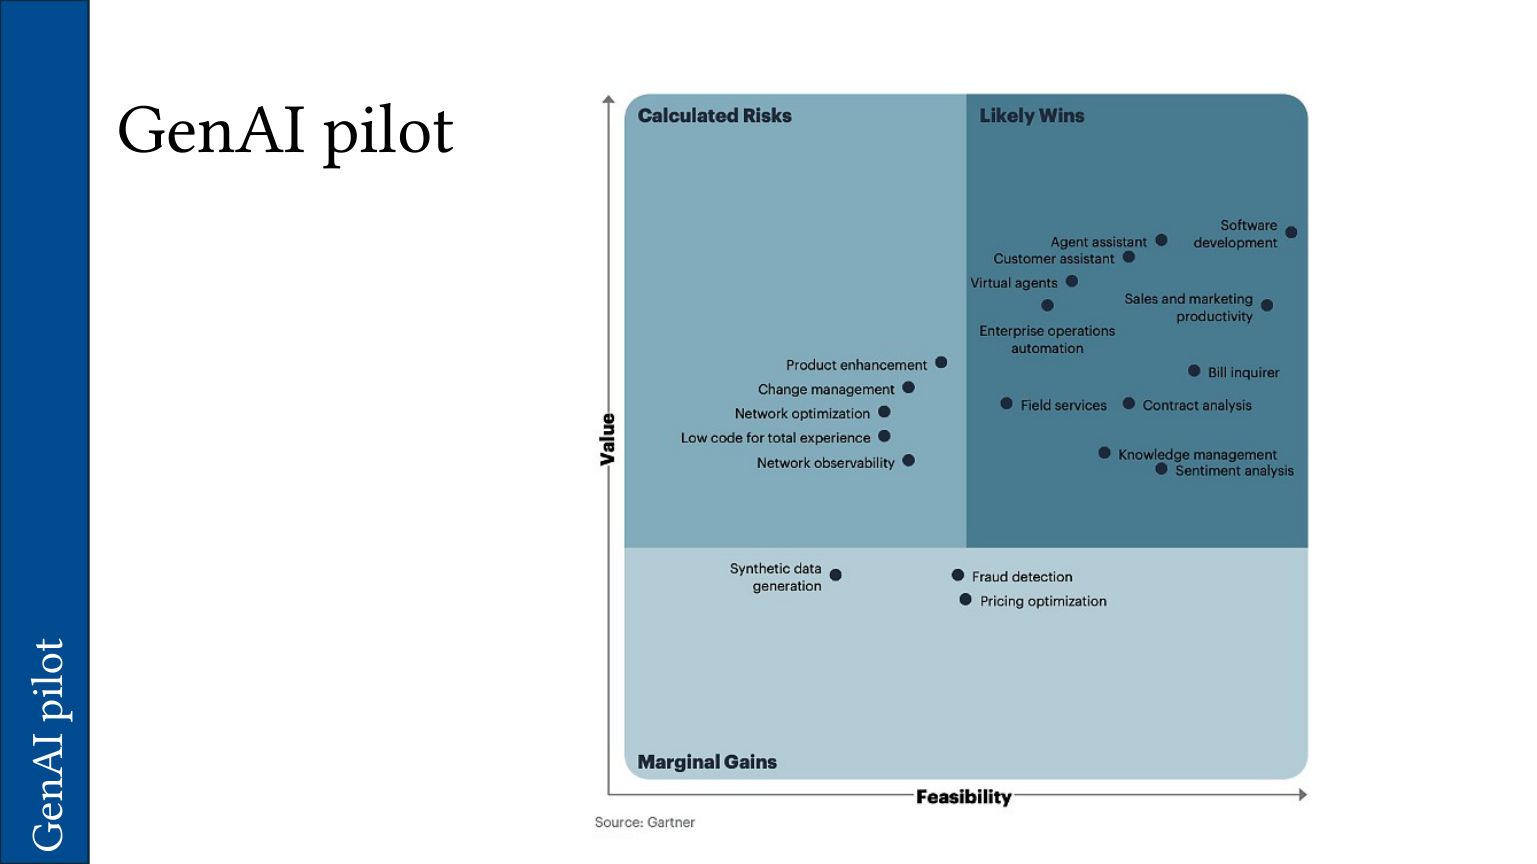 GenAI pilot
GenAI pilot
Calculated Risks
Likely Wins
Software
development
Agent assistant
Customer assistant
Virtual agents
Sales and marketing
productivity
Enterprise operations
automation
Product enhancement
Bill inquirer
Change management
Field services
Contract analysis
Network optimization
Low code for total experience
Network observability
Knowledge management
Sentiment analysis
Value
Synthetic data
generation
Fraud detection
Pricing optimization
Marginal Gains
Feasibility
Source: Gartner